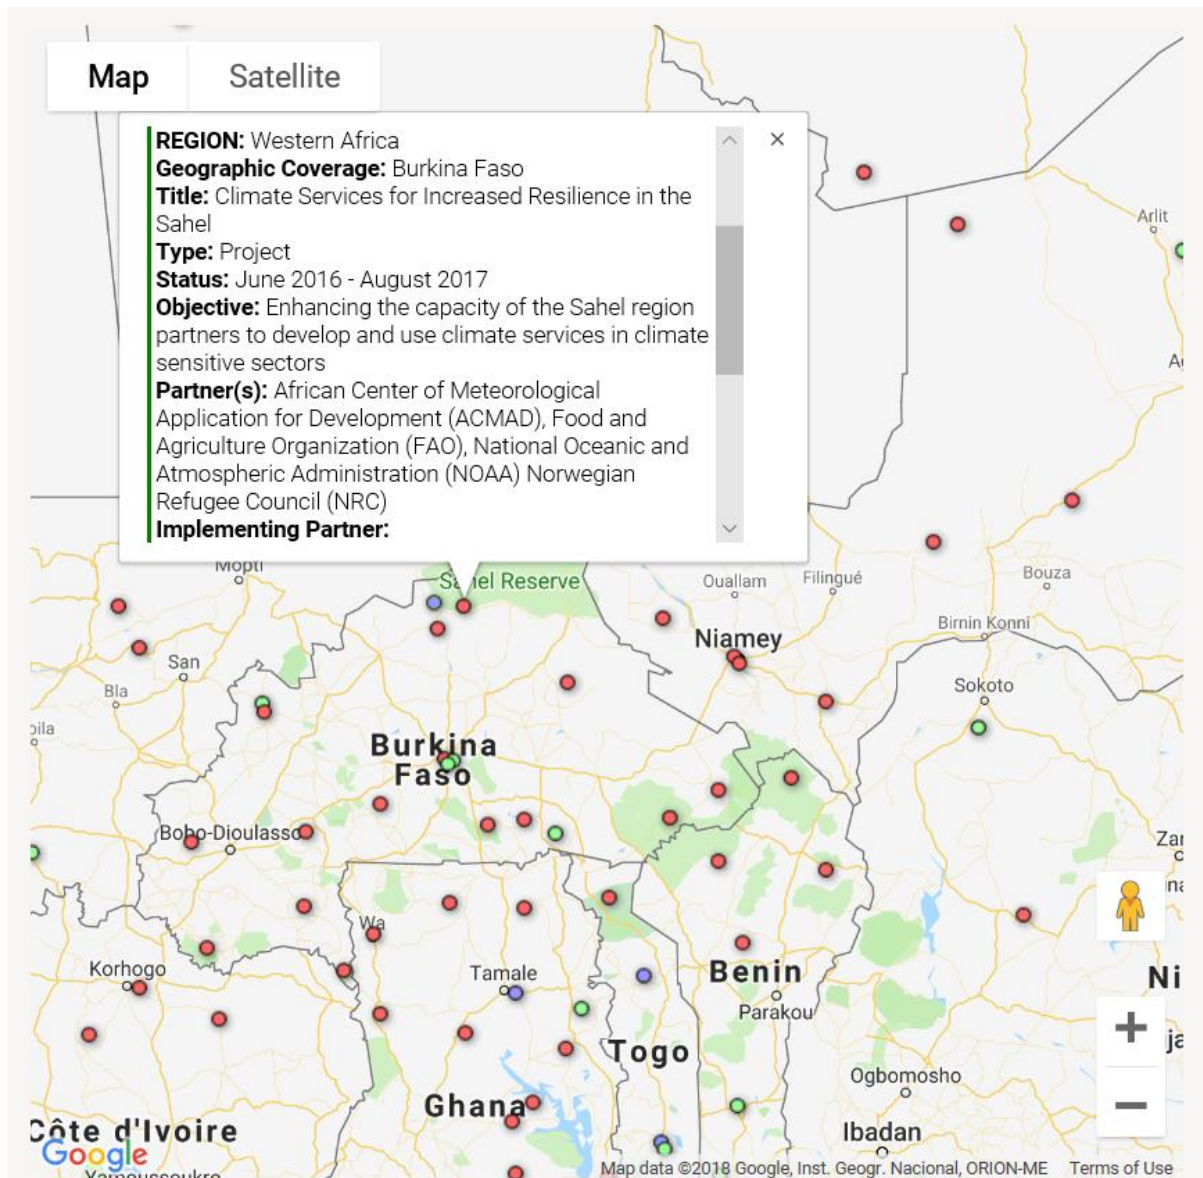 Map
Satellite
REGION: Western Africa
Geographic Coverage: Burkina Faso
Title: Climate Services for Increased Resilience in the
Sahel
Type: Project
Status: June 2016 - August 2017
Objective: Enhancing the capacity of the Sahel region
partners to develop and use climate services in climate
sensitive sectors
Partner(s): African Center of Meteorological
Application for Development (ACMAD), Food and
Agriculture Organization (FAO), National Oceanic and
Atmospheric Administration (NOAA) Norwegian
Refugee Council (NRC)
Implementing Partner:
Arlit
Mopti
Sahel Reserve
Ouallam
Filingué
Bouza
Birnin Konni
Niamey
San
Bla
Sokoto
Burkina
Faso
Bobo-Dioulasso
Wa
Korhogo
Tamale
Benin
Parakou
Togo
Ogbomosho
Ghana
Côte d'Ivoire
Ibadan
Google
Yamoussoukro
Map data ©2018 Google, Inst. Geogr. Nacional, ORION-ME
Terms of Use